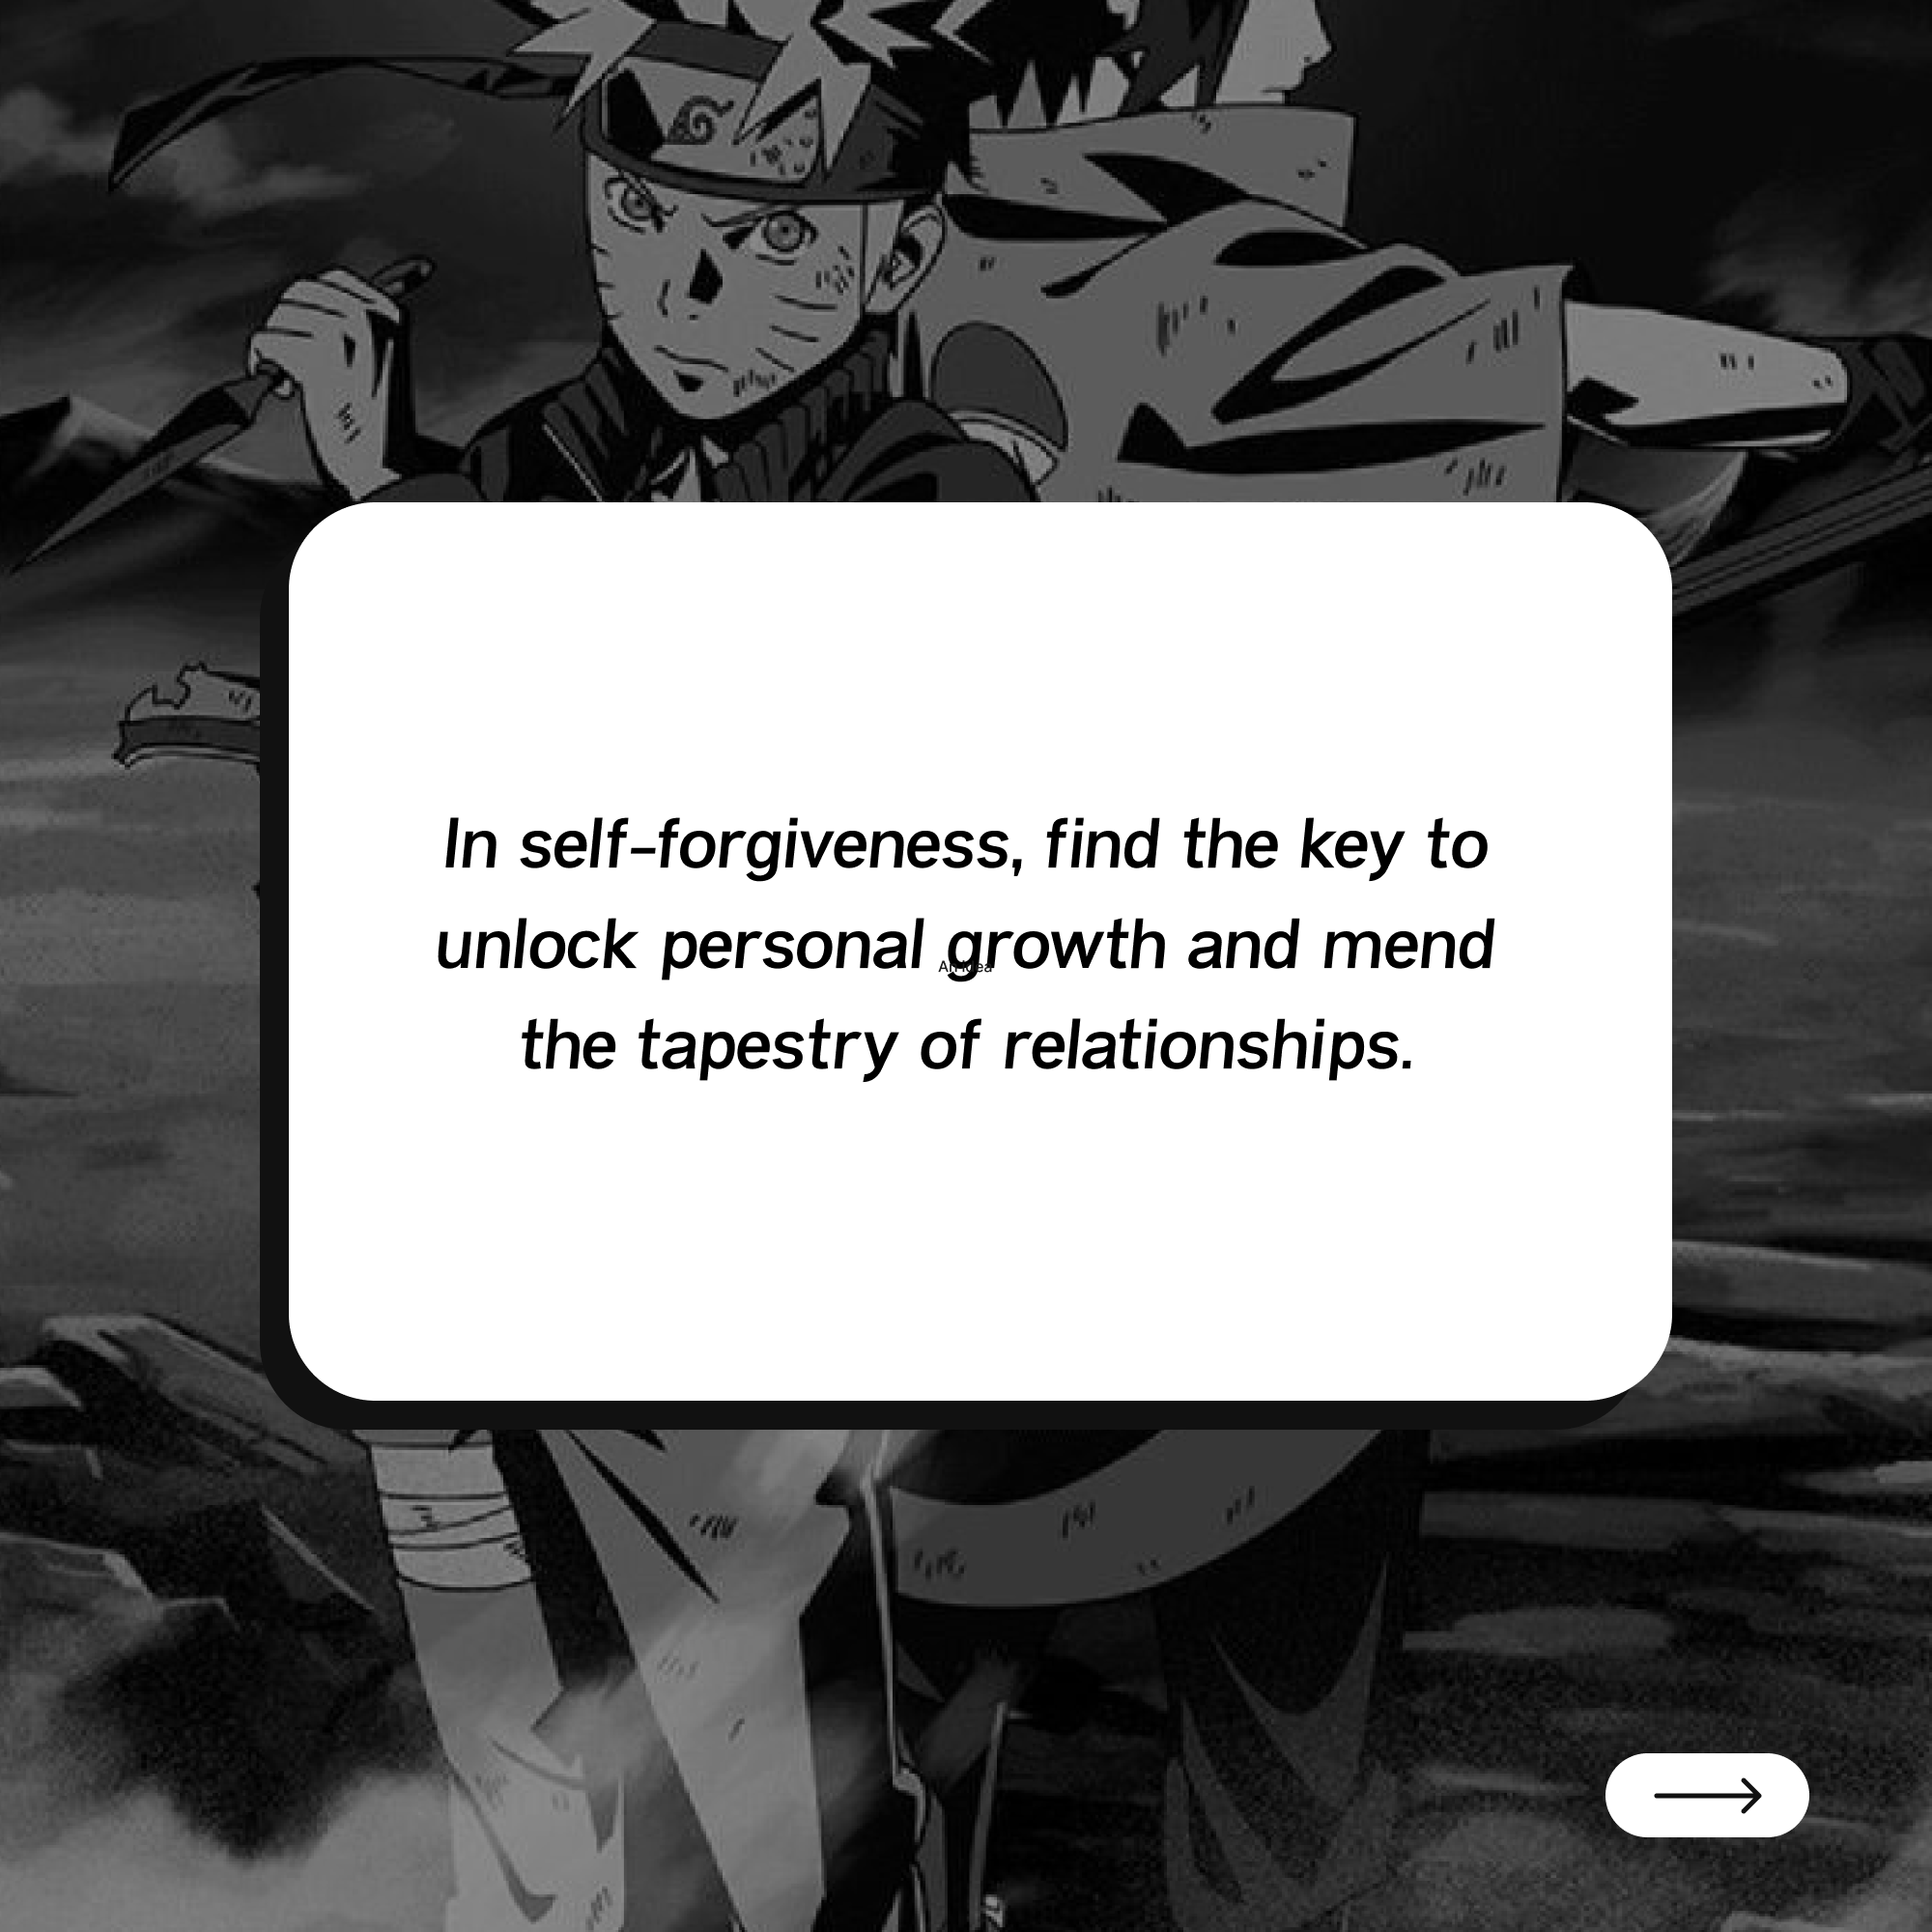 In self-forgiveness, find the key to
unlock personal growth and mend
the tapestry of relationships.